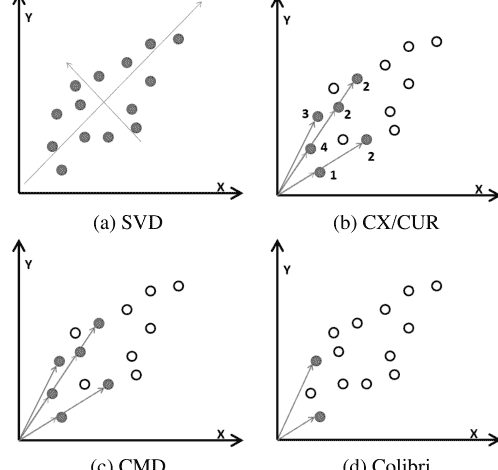 Y
X
(a) SVD
Y
2
3
2
4
2
1
X
(b) CX/CUR
Y
X
(c) CMD
Y
X
(d) Colibri